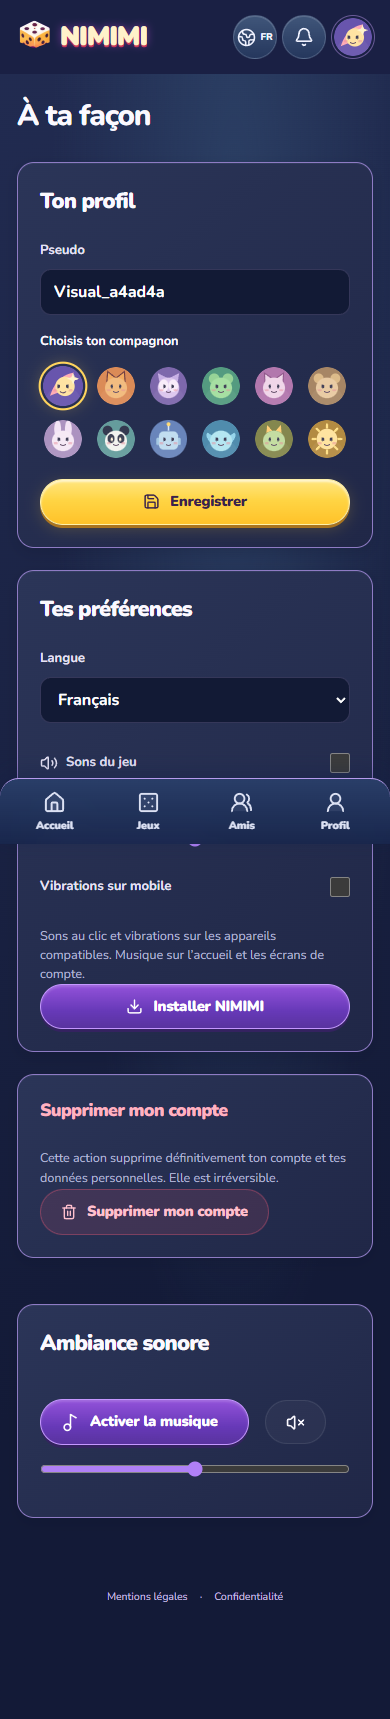 NIMIMI
FR
À ta façon
Ton profil
Pseudo
Visual_a4ad4a
Choisis ton compagnon
Enregistrer
Tes préférences
Langue
Français
Sons du jeu
Accueil
Jeux
Amis
Profil
Vibrations sur mobile
Sons au clic et vibrations sur les appareils
compatibles. Musique sur l'accueil et les écrans de
compte.
Installer NIMIMI
Supprimer mon compte
Cette action supprime définitivement ton compte et tes
données personnelles. Elle est irréversible.
Supprimer mon compte
Ambiance sonore
Activer la musique
Mentions légales · Confidentialité